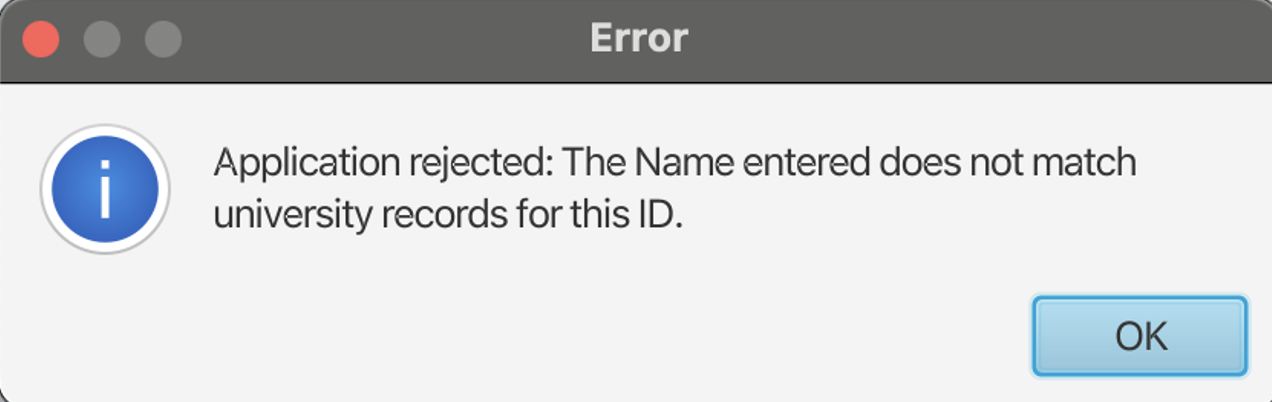 Error
Application rejected: The Name entered does not match
university records for this ID.
OK